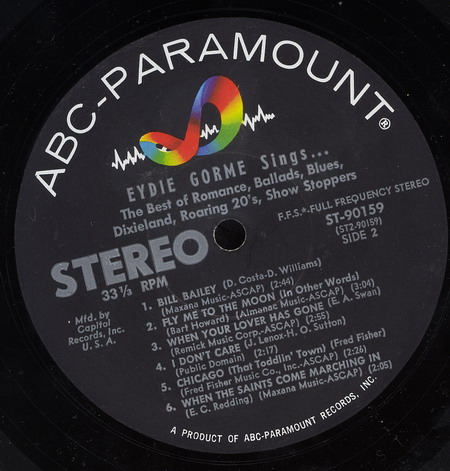 ABC-PARAMOUNT®
EYDIE GORME Sings...
The Best of Romance, Ballads, Blues,
Dixieland, Roaring 20's, Show Stoppers
F.F.S.*-FULL FREQUENCY STEREO
ST-90159
(ST2-90159)
SIDE 2
STEREO
33⅓ RPM
Mfd. by
Capitol
Records, Inc.
U. S. A.
1. BILL BAILEY (D. Costa-D. Williams)
(Maxana Music-ASCAP) (2:44)
2. FLY ME TO THE MOON (In Other Words)
(Bart Howard) (Almanac Music-ASCAP) (3:04)
3. WHEN YOUR LOVER HAS GONE (E. A. Swan)
(Remick Music Corp.-ASCAP) (2:55)
4. I DON'T CARE (J. Lenox-H. O. Sutton)
(Public Domain) (2:17)
5. CHICAGO (That Toddlin' Town) (Fred Fisher)
(Fred Fisher Music Co., Inc.-ASCAP) (2:26)
6. WHEN THE SAINTS COME MARCHING IN
(E. C. Redding) (Maxana Music-ASCAP) (2:05)
A PRODUCT OF ABC-PARAMOUNT RECORDS, INC.